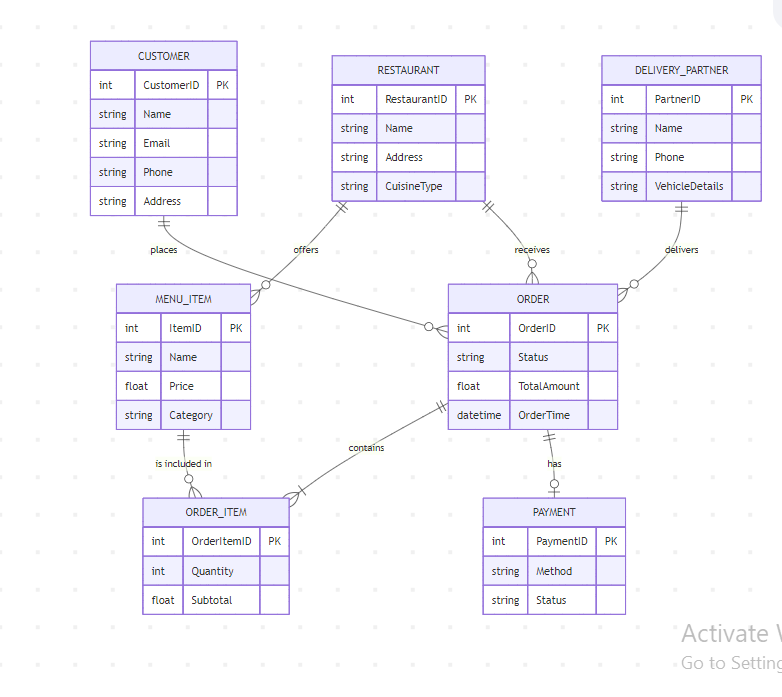 CUSTOMER
int CustomerID PK
string Name
string Email
string Phone
string Address
RESTAURANT
int RestaurantID PK
string Name
string Address
string CuisineType
DELIVERY_PARTNER
int PartnerID PK
string Name
string Phone
string VehicleDetails
places
offers
receives
delivers
MENU_ITEM
int ItemID PK
string Name
float Price
string Category
ORDER
int OrderID PK
string Status
float TotalAmount
datetime OrderTime
contains
is included in
has
ORDER_ITEM
int OrderItemID PK
int Quantity
float Subtotal
PAYMENT
int PaymentID PK
string Method
string Status
Activate
Go to Setting